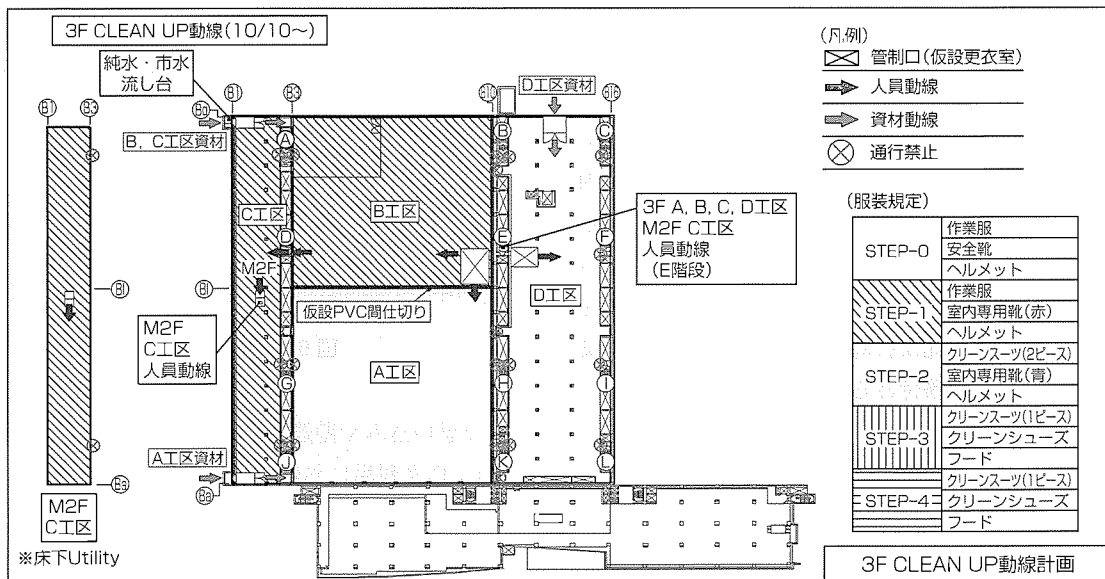 3F CLEAN UP動線(10/10～)
純水・市水
流し台
B1
B3
B1
B3
B10
B16
Bg
Bg
B, C工区資材
D工区資材
A
B
C
C工区
B工区
D
E
F
M2F
3F A, B, C, D工区
M2F C工区
人員動線
(E階段)
B1
B1
仮設PVC間仕切り
D工区
M2F
C工区
人員動線
A工区
G
H
I
A工区資材
J
K
L
Ba
M2F
C工区
※床下Utility
(凡例)
管制口(仮設更衣室)
人員動線
資材動線
通行禁止
(服装規定)
STEP-0
作業服
安全靴
ヘルメット
STEP-1
作業服
室内専用靴(赤)
ヘルメット
STEP-2
クリーンスーツ(2ピース)
室内専用靴(青)
ヘルメット
STEP-3
クリーンスーツ(1ピース)
クリーンシューズ
フード
STEP-4
クリーンスーツ(1ピース)
クリーンシューズ
フード
3F CLEAN UP動線計画